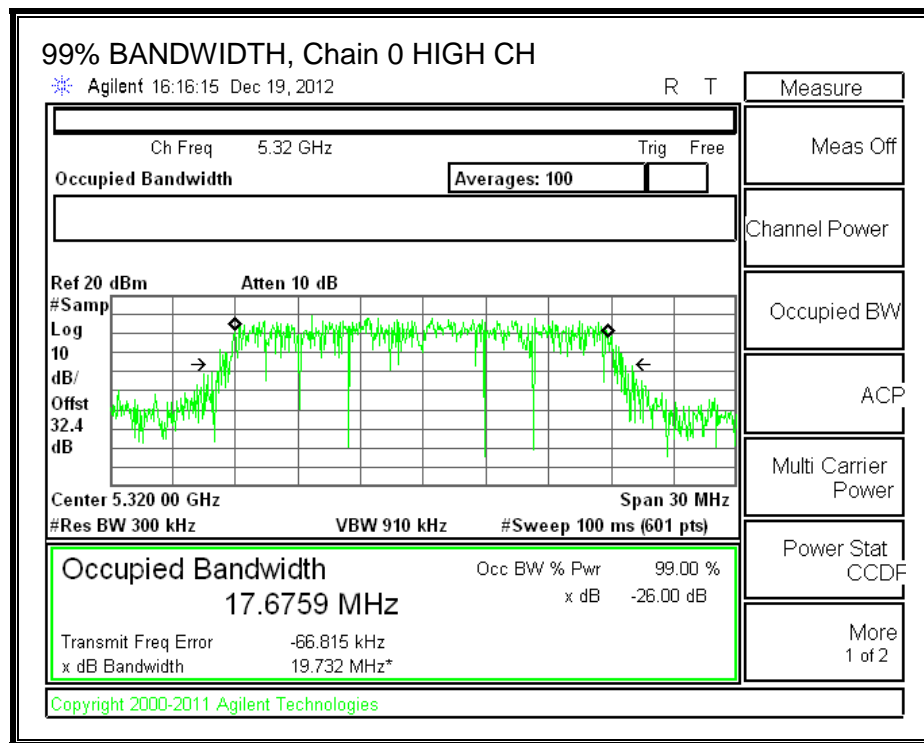 99% BANDWIDTH, Chain 0 HIGH CH
Agilent 16:16:15 Dec 19, 2012 R T
Measure
Ch Freq 5.32 GHz Trig Free
Meas Off
Occupied Bandwidth Averages: 100
Channel Power
Ref 20 dBm Atten 10 dB
#Samp
Log
10
dB/
Offst
32.4
dB
Occupied BW
ACP
Multi Carrier
Power
Center 5.320 00 GHz Span 30 MHz
#Res BW 300 kHz VBW 910 kHz #Sweep 100 ms (601 pts)
Power Stat
CCDF
Occupied Bandwidth Occ BW % Pwr 99.00 %
17.6759 MHz x dB -26.00 dB
Transmit Freq Error -66.815 kHz
x dB Bandwidth 19.732 MHz*
More
1 of 2
Copyright 2000-2011 Agilent Technologies